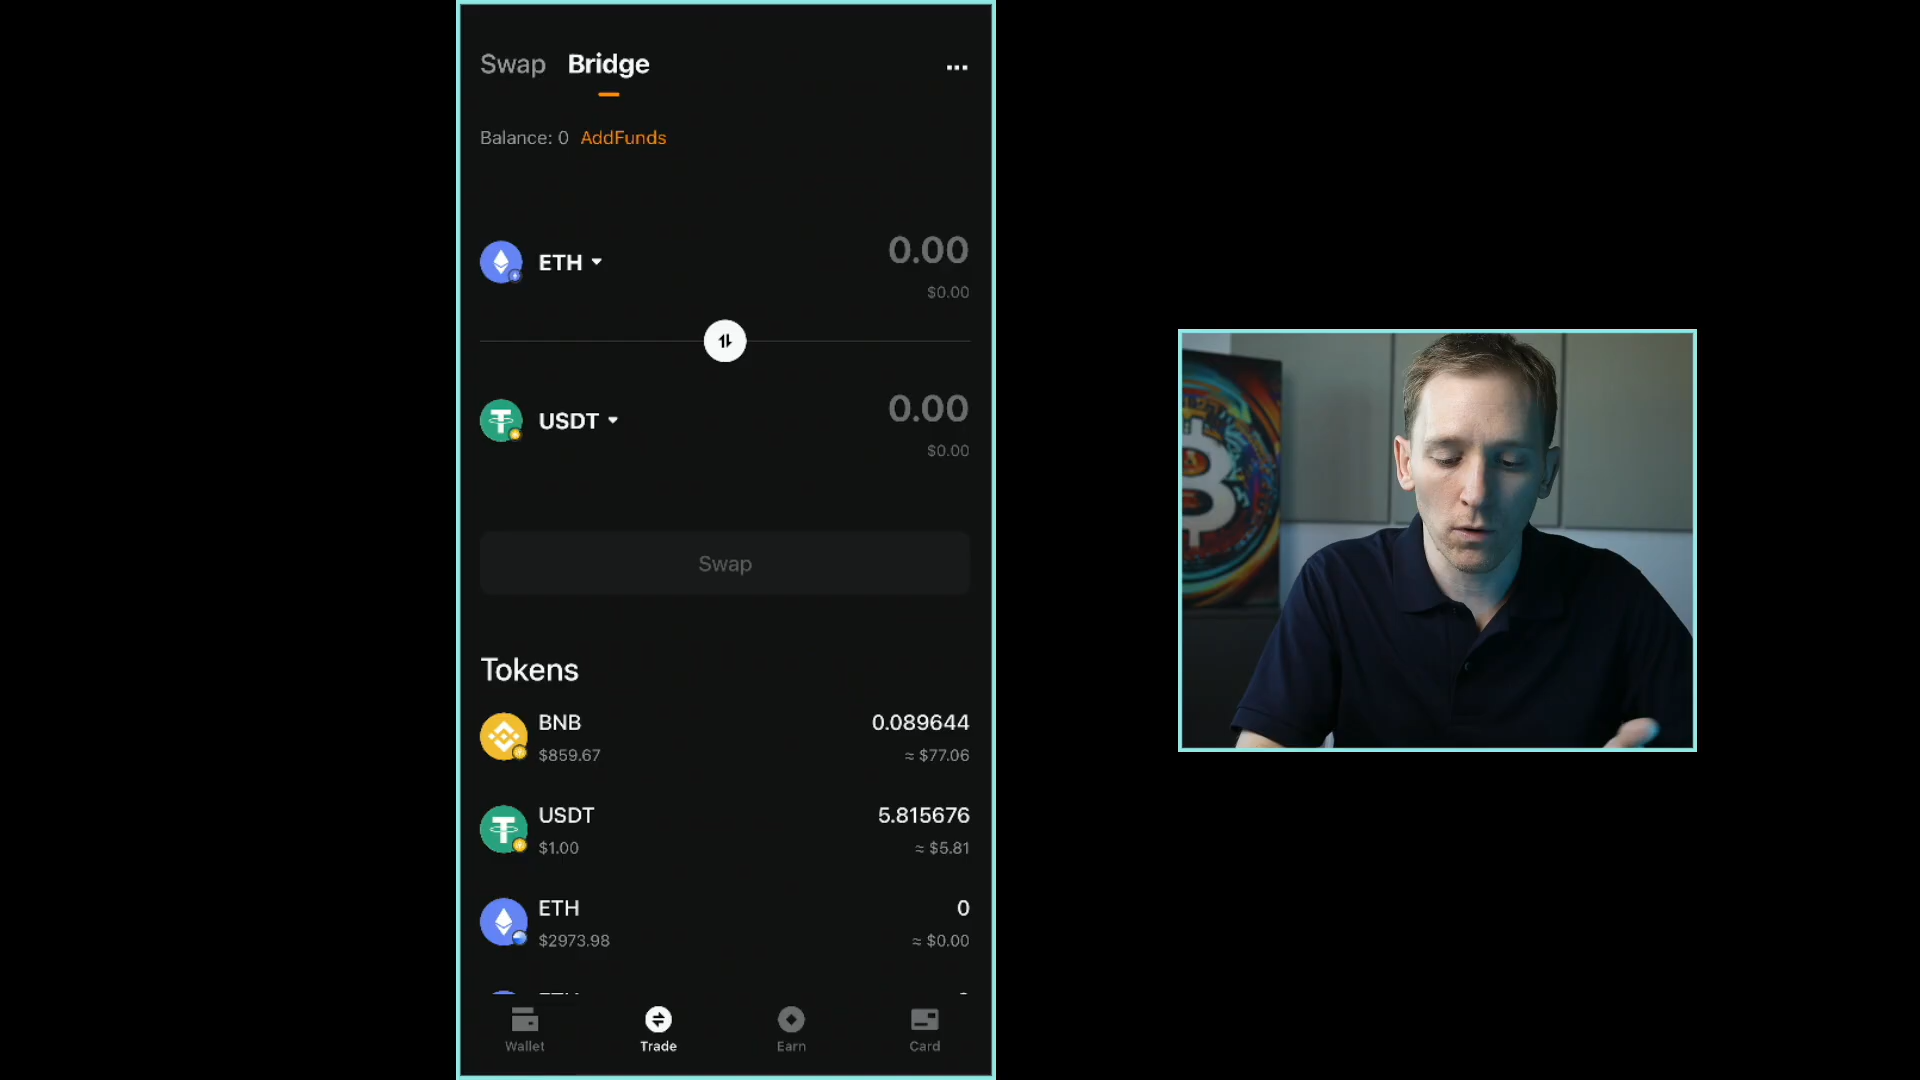 Swap Bridge
Balance: 0 AddFunds
ETH 0.00
$0.00
USDT 0.00
$0.00
Swap
Tokens
BNB 0.089644
$859.67 ≈ $77.06
USDT 5.815676
$1.00 ≈ $5.81
ETH 0
$2973.98 ≈ $0.00
Wallet Trade Earn Card